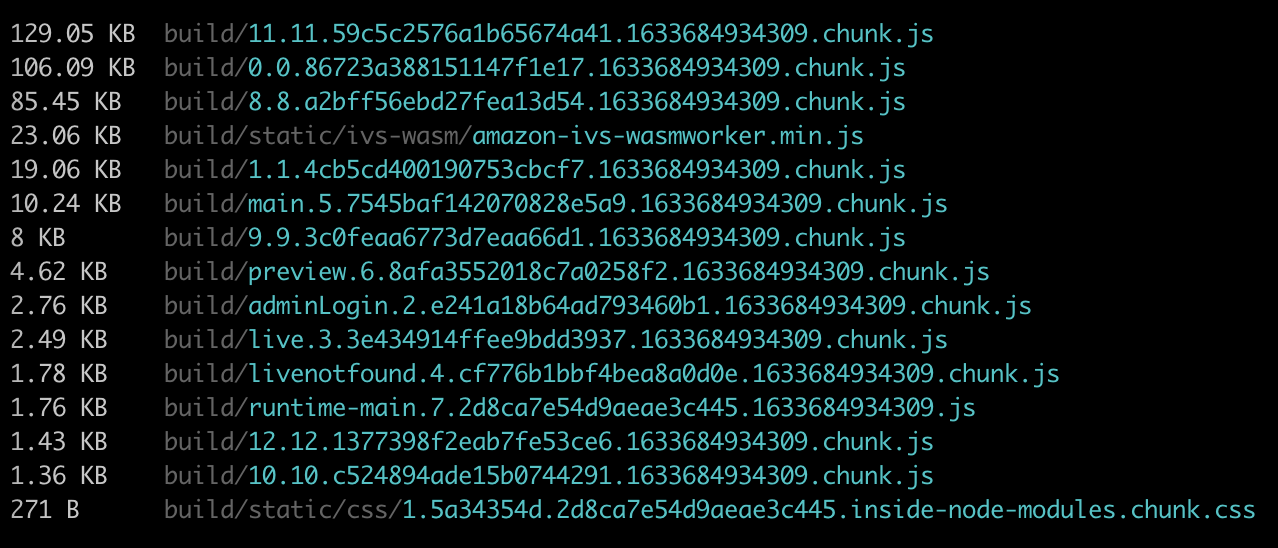 129.05 KB  build/11.11.59c5c2576a1b65674a41.1633684934309.chunk.js
106.09 KB  build/0.0.86723a388151147f1e17.1633684934309.chunk.js
85.45 KB   build/8.8.a2bff56ebd27fea13d54.1633684934309.chunk.js
23.06 KB   build/static/ivs-wasm/amazon-ivs-wasmworker.min.js
19.06 KB   build/1.1.4cb5cd400190753cbcf7.1633684934309.chunk.js
10.24 KB   build/main.5.7545baf142070828e5a9.1633684934309.chunk.js
8 KB       build/9.9.3c0feaa6773d7eaa66d1.1633684934309.chunk.js
4.62 KB    build/preview.6.8afa3552018c7a0258f2.1633684934309.chunk.js
2.76 KB    build/adminLogin.2.e241a18b64ad793460b1.1633684934309.chunk.js
2.49 KB    build/live.3.3e434914ffee9bdd3937.1633684934309.chunk.js
1.78 KB    build/livenotfound.4.cf776b1bbf4bea8a0d0e.1633684934309.chunk.js
1.76 KB    build/runtime-main.7.2d8ca7e54d9aeae3c445.1633684934309.js
1.43 KB    build/12.12.1377398f2eab7fe53ce6.1633684934309.chunk.js
1.36 KB    build/10.10.c524894ade15b0744291.1633684934309.chunk.js
271 B      build/static/css/1.5a34354d.2d8ca7e54d9aeae3c445.inside-node-modules.chunk.css